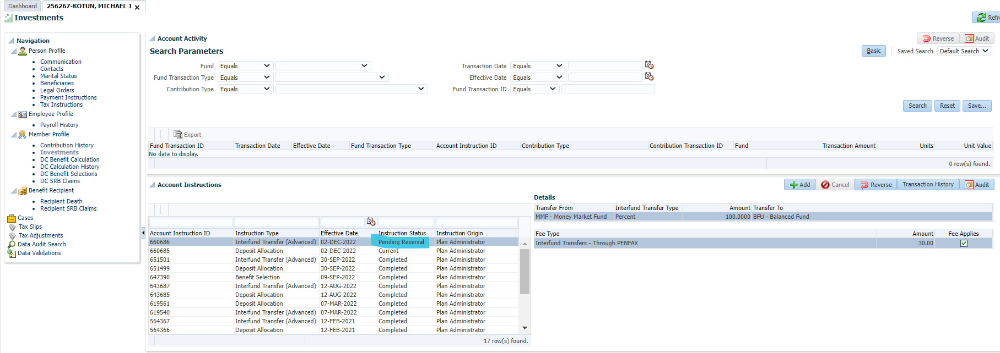 Dashboard 256267-KOTUN, MICHAEL J
Investments
Refre
Navigation
Person Profile
Communication
Contacts
Marital Status
Beneficiaries
Legal Orders
Payment Instructions
Tax Instructions
Employee Profile
Payroll History
Member Profile
Contribution History
Investments
DC Benefit Calculation
DC Calculation History
DC Benefit Selections
DC SRB Claims
Benefit Recipient
Recipient Death
Recipient SRB Claims
Cases
Tax Slips
Tax Adjustments
Data Audit Search
Data Validations
Account Activity
Reverse Audit
Search Parameters
Basic Saved Search Default Search
Fund Equals Transaction Date Equals
Fund Transaction Type Equals Effective Date Equals
Contribution Type Equals Fund Transaction ID Equals
Search Reset Save...
Export
Fund Transaction ID Transaction Date Effective Date Fund Transaction Type Account Instruction ID Contribution Type Contribution Transaction ID Fund Transaction Amount Units Unit Value
No data to display.
0 row(s) found.
Account Instructions
Add Cancel Reverse Transaction History Audit
Account Instruction ID Instruction Type Effective Date Instruction Status Instruction Origin
660686 Interfund Transfer (Advanced) 02-DEC-2022 Pending Reversal Plan Administrator
660685 Deposit Allocation 02-DEC-2022 Current Plan Administrator
651501 Interfund Transfer (Advanced) 30-SEP-2022 Completed Plan Administrator
651499 Deposit Allocation 30-SEP-2022 Completed Plan Administrator
647390 Benefit Selection 09-SEP-2022 Completed Plan Administrator
643687 Interfund Transfer (Advanced) 12-AUG-2022 Completed Plan Administrator
643685 Deposit Allocation 12-AUG-2022 Completed Plan Administrator
619561 Deposit Allocation 07-MAR-2022 Completed Plan Administrator
619540 Interfund Transfer (Advanced) 07-MAR-2022 Completed Plan Administrator
564367 Interfund Transfer (Advanced) 12-FEB-2021 Completed Plan Administrator
564366 Deposit Allocation 12-FEB-2021 Completed Plan Administrator
17 row(s) found.
Details
Transfer From Interfund Transfer Type Amount Transfer To
MMF - Money Market Fund Percent 100.0000 BFU - Balanced Fund
Fee Type Amount Fee Applies
Interfund Transfers - Through PENFAX 30.00